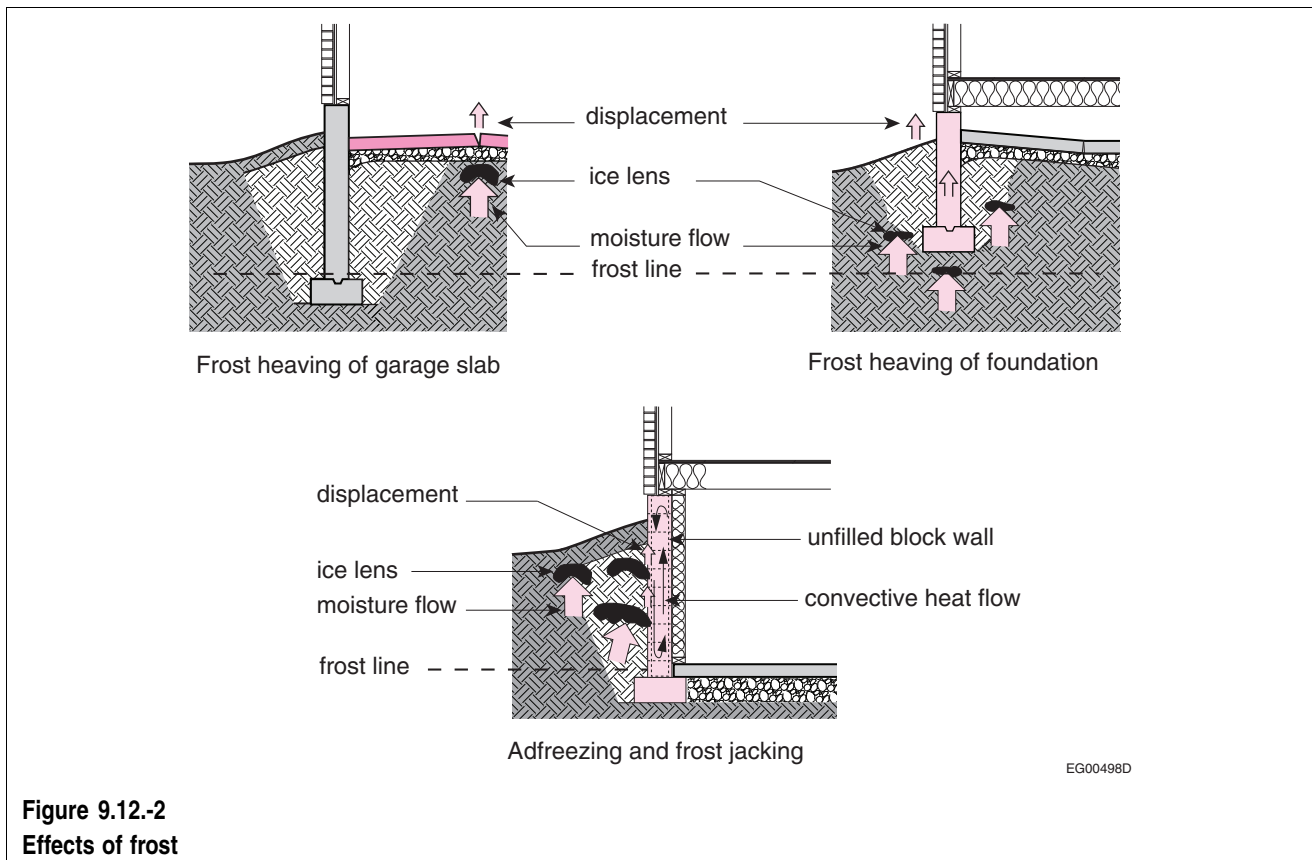 displacement
ice lens
moisture flow
frost line
Frost heaving of garage slab
Frost heaving of foundation
displacement
ice lens
moisture flow
frost line
unfilled block wall
convective heat flow
Adfreezing and frost jacking
EG00498D
Figure 9.12.-2
Effects of frost